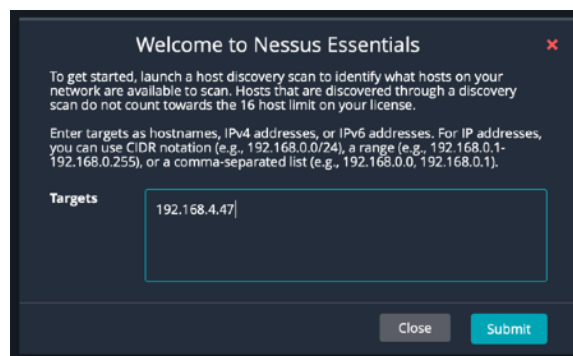 Welcome to Nessus Essentials
To get started, launch a host discovery scan to identify what hosts on your
network are available to scan. Hosts that are discovered through a discovery
scan do not count towards the 16 host limit on your license.
Enter targets as hostnames, IPv4 addresses, or IPv6 addresses. For IP addresses,
you can use CIDR notation (e.g., 192.168.0.0/24), a range (e.g., 192.168.0.1-
192.168.0.255), or a comma-separated list (e.g., 192.168.0.0, 192.168.0.1).
Targets
192.168.4.47
Close
Submit